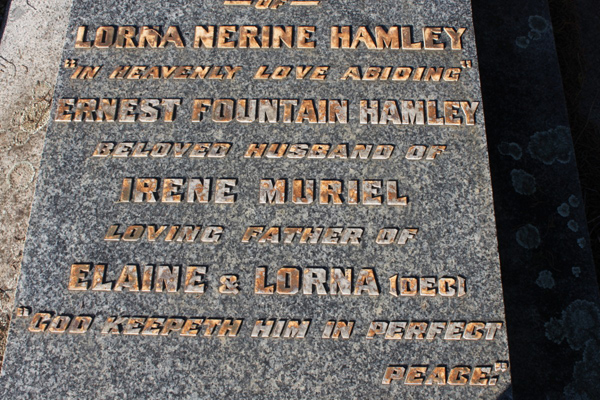 OF
LORNA NERINE HAMLEY
"IN HEAVENLY LOVE ABIDING"
ERNEST FOUNTAIN HAMLEY
BELOVED HUSBAND OF
IRENE MURIEL
LOVING FATHER OF
ELAINE & LORNA (DEC)
"GOD KEEPETH HIM IN PERFECT
PEACE."